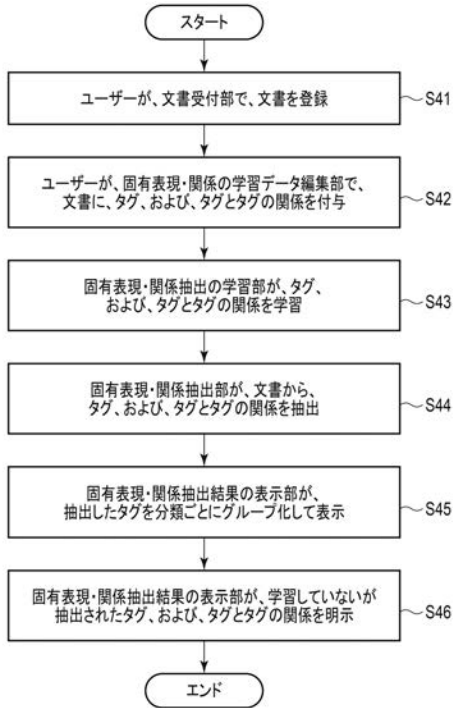 スタート
ユーザーが、文書受付部で、文書を登録
S41
ユーザーが、固有表現・関係の学習データ編集部で、
文書に、タグ、および、タグとタグの関係を付与
S42
固有表現・関係抽出の学習部が、タグ、
および、タグとタグの関係を学習
S43
固有表現・関係抽出部が、文書から、
タグ、および、タグとタグの関係を抽出
S44
固有表現・関係抽出結果の表示部が、
抽出したタグを分類ごとにグループ化して表示
S45
固有表現・関係抽出結果の表示部が、学習していないが
抽出されたタグ、および、タグとタグの関係を明示
S46
エンド